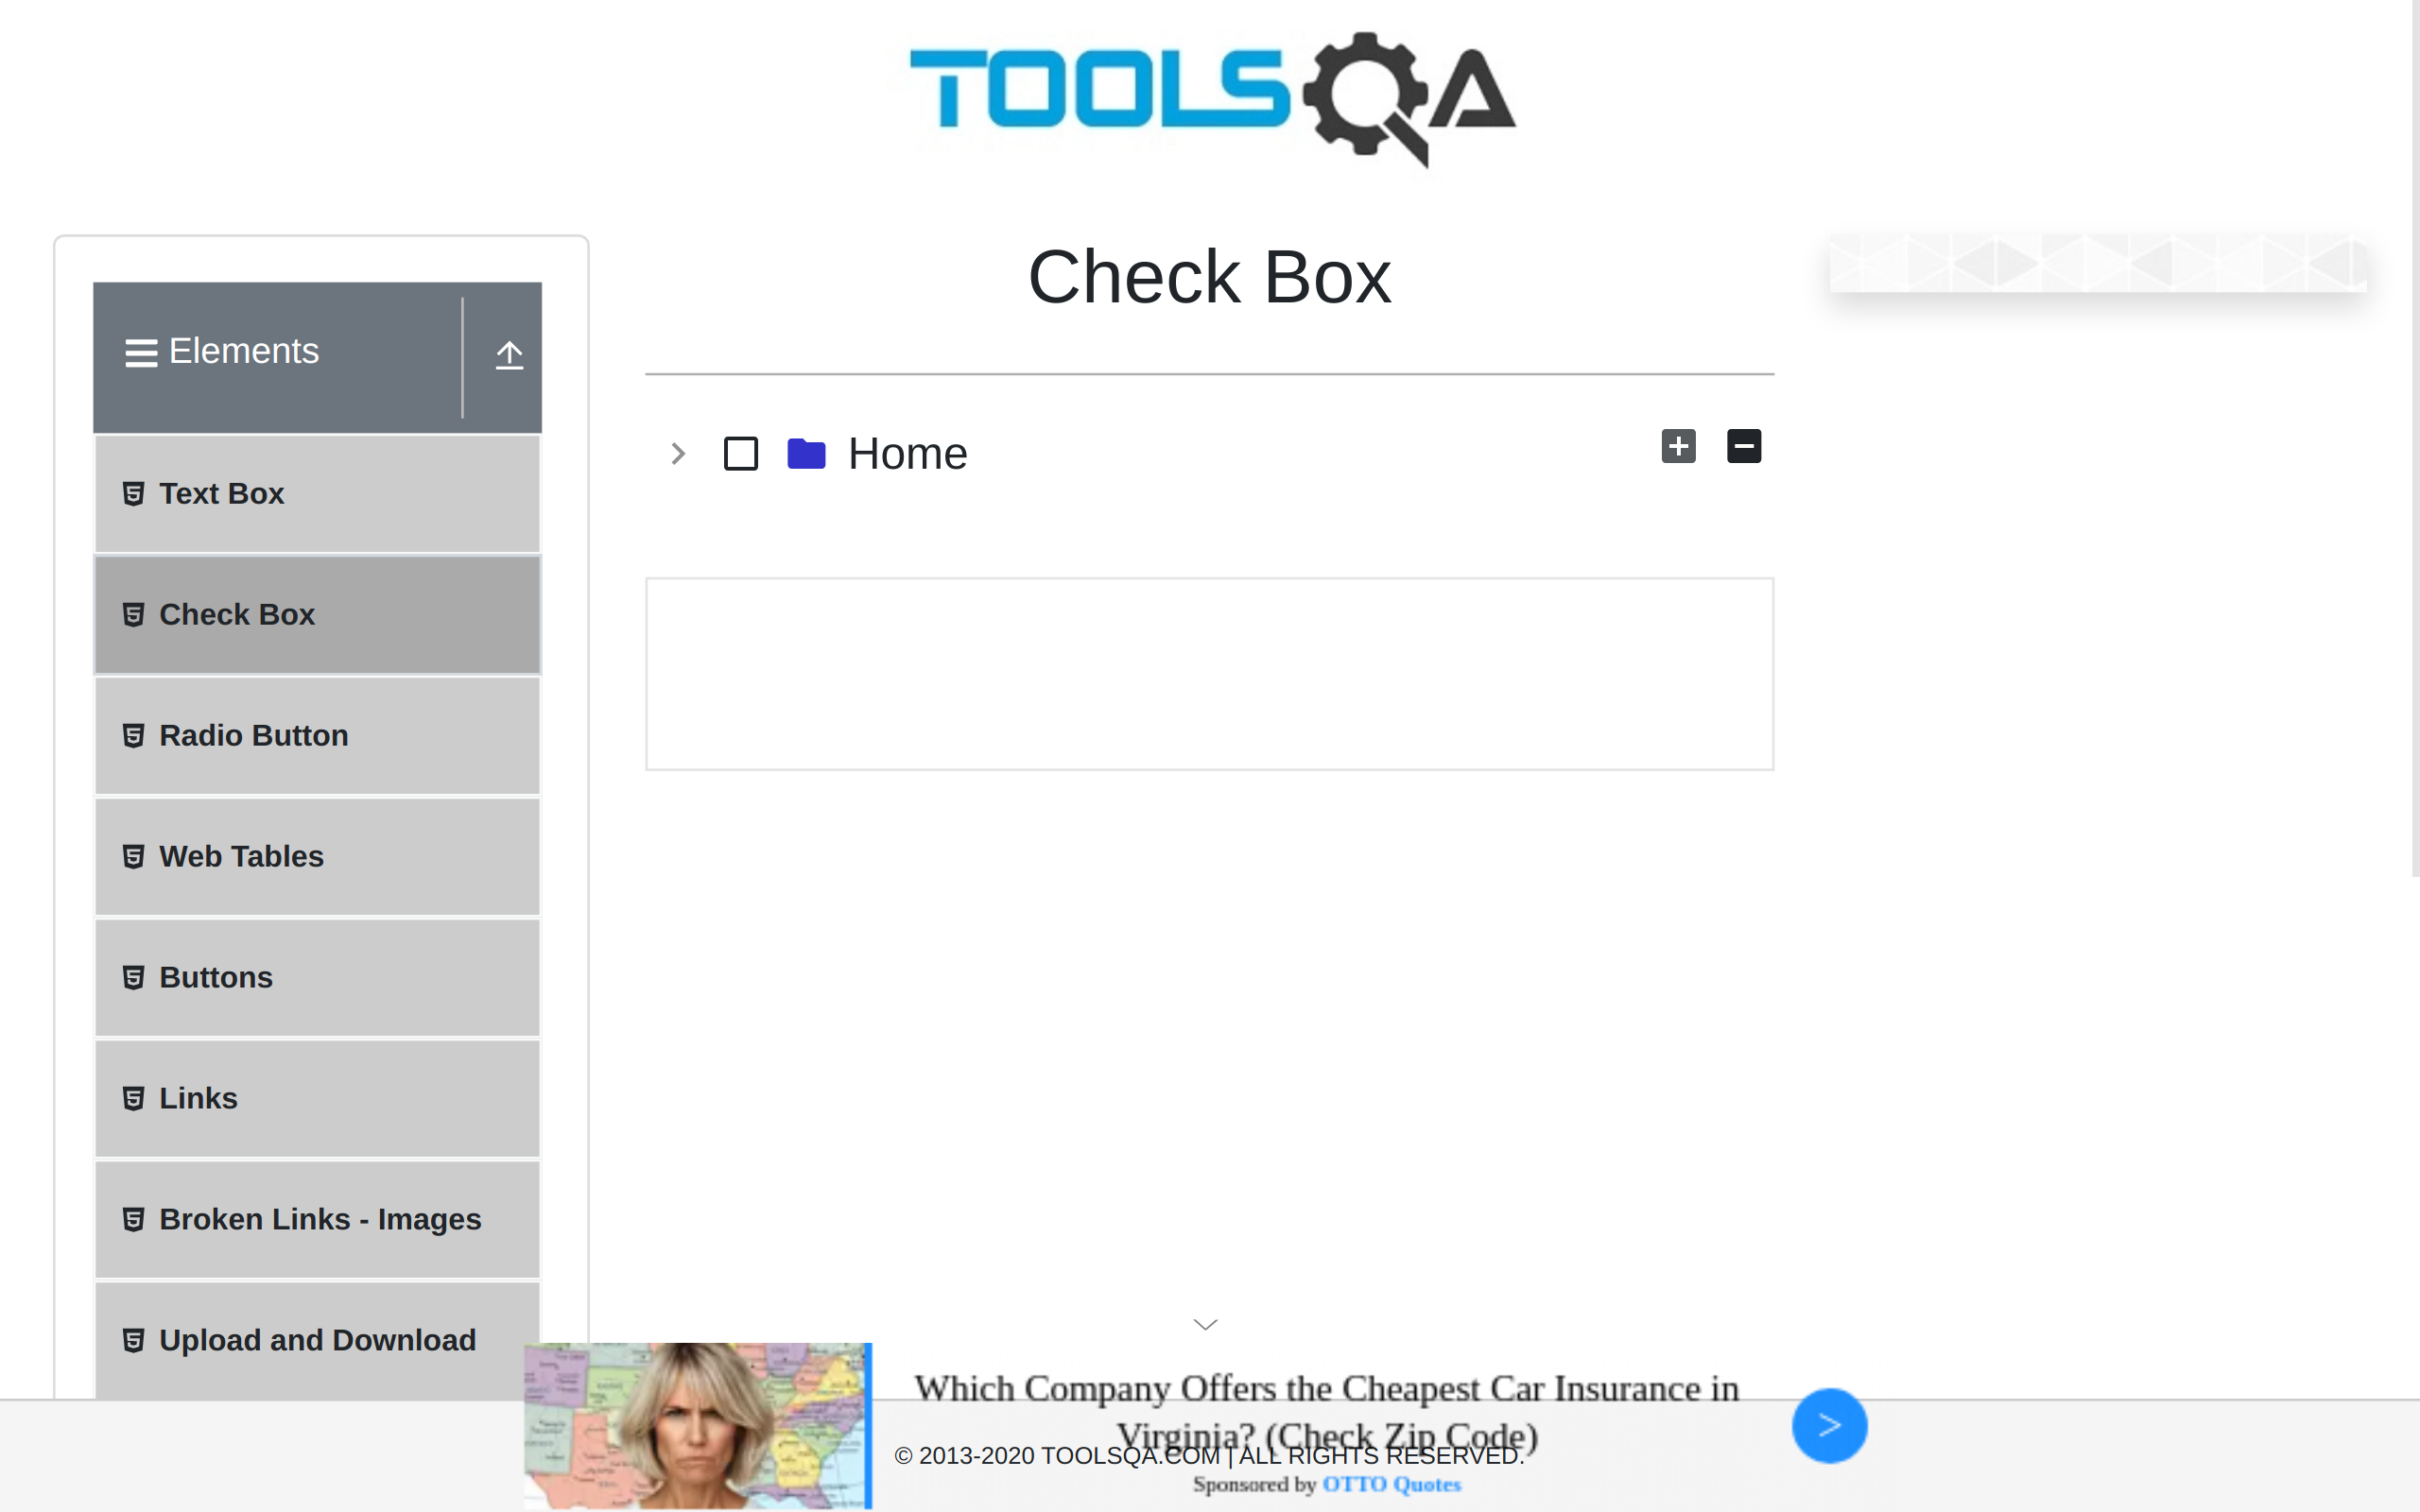 TOOLSQA
Check Box
Elements
Home
Text Box
Check Box
Radio Button
Web Tables
Buttons
Links
Broken Links - Images
Upload and Download
Which Company Offers the Cheapest Car Insurance in
Virginia? (Check Zip Code)
© 2013-2020 TOOLSQA.COM | ALL RIGHTS RESERVED.
Sponsored by OTTO Quotes